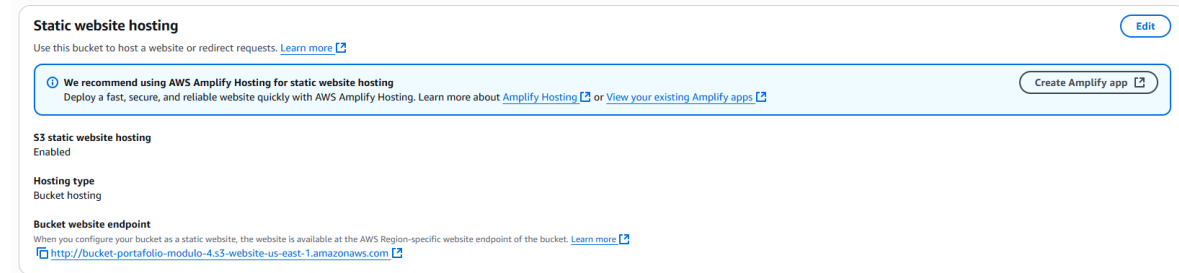 Static website hosting
Edit
Use this bucket to host a website or redirect requests. Learn more
We recommend using AWS Amplify Hosting for static website hosting
Create Amplify app
Deploy a fast, secure, and reliable website quickly with AWS Amplify Hosting. Learn more about Amplify Hosting or View your existing Amplify apps
S3 static website hosting
Enabled
Hosting type
Bucket hosting
Bucket website endpoint
When you configure your bucket as a static website, the website is available at the AWS Region-specific website endpoint of the bucket. Learn more
http://bucket-portafolio-modulo-4.s3-website-us-east-1.amazonaws.com